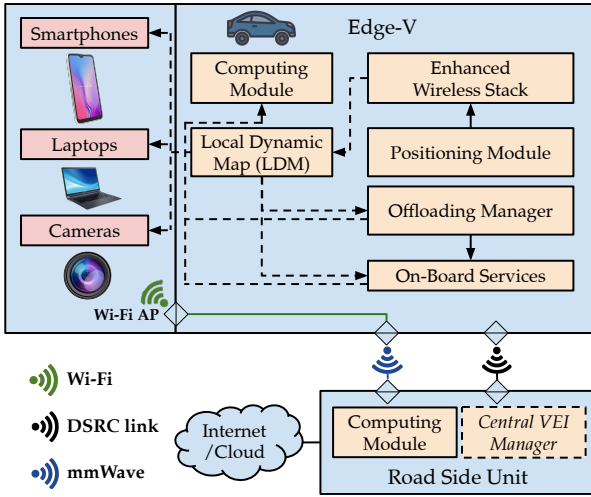 Smartphones
Laptops
Cameras
Wi-Fi AP
Edge-V
Computing
Module
Enhanced
Wireless Stack
Local Dynamic
Map (LDM)
Positioning Module
Offloading Manager
On-Board Services
Wi-Fi
DSRC link
mmWave
Internet
/Cloud
Computing
Module
Central VEI
Manager
Road Side Unit